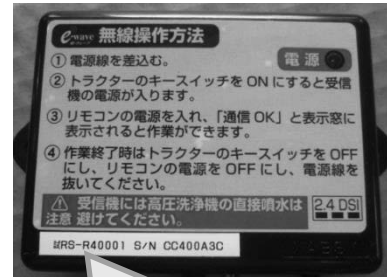 e-wave 無線操作方法
① 電源線を差込む。
電源
② トラクターのキースイッチを ON にすると受信
機の電源が入ります。
③ リモコンの電源を入れ、「通信 OK」と表示窓に
表示されると作業ができます。
④ 作業終了時はトラクターのキースイッチを OFF
にし、リモコンの電源を OFF にし、電源線を
抜いてください。
⚠ 注意 受信機には高圧洗浄機の直接噴水は
避けてください。
2.4 DSI
RS-R40001 S/N CC400A3C